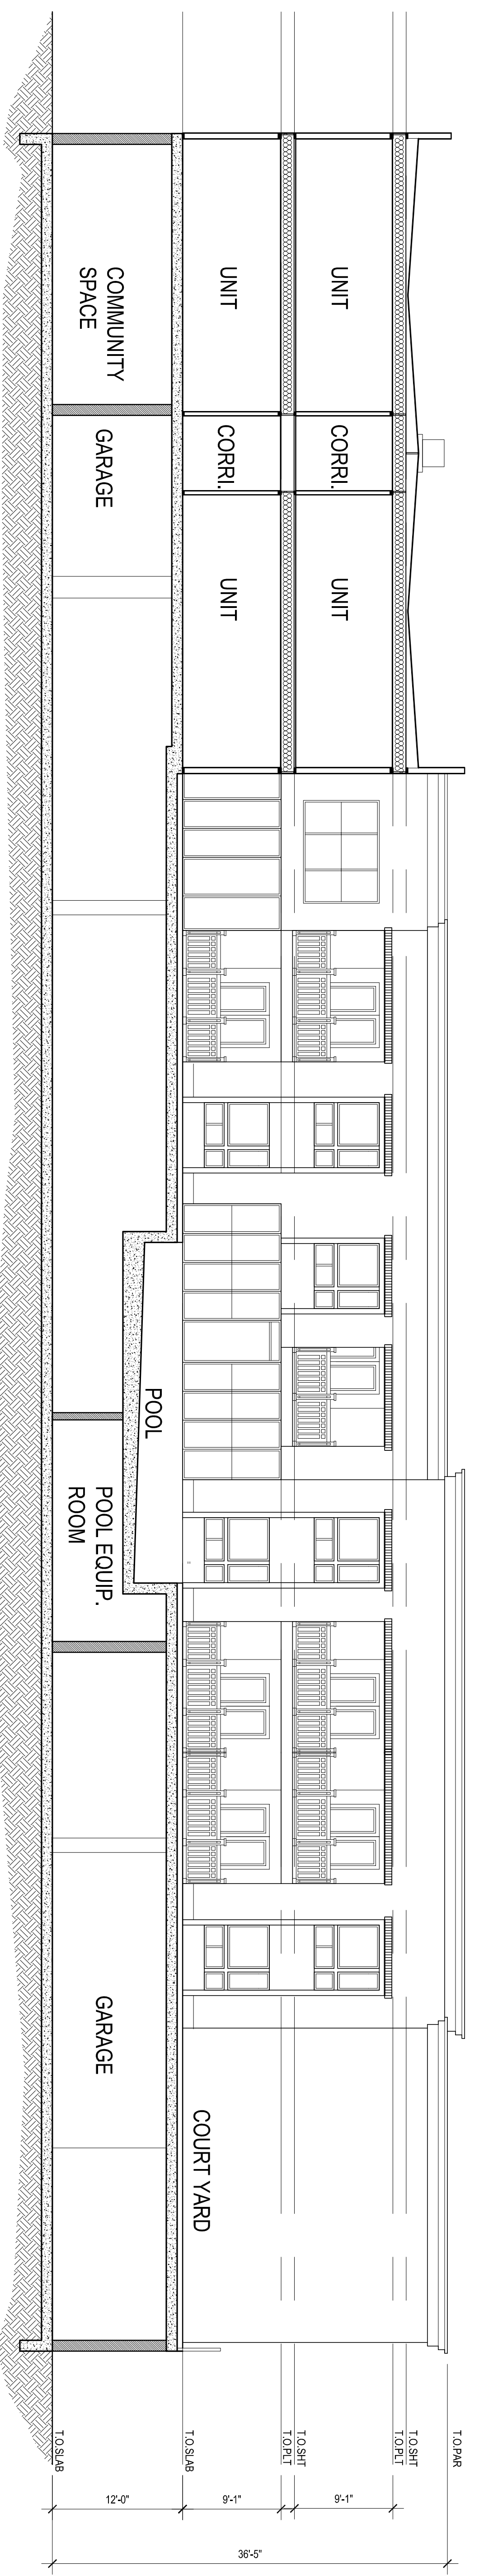 T.O.PAR
T.O.SHT
T.O.PLT
UNIT
CORRI.
UNIT
9'-1"
T.O.SHT
T.O.PLT
UNIT
CORRI.
UNIT
9'-1"
COURT YARD
T.O.SLAB
POOL
COMMUNITY
SPACE
GARAGE
POOL EQUIP.
ROOM
GARAGE
12'-0"
T.O.SLAB
36'-5"